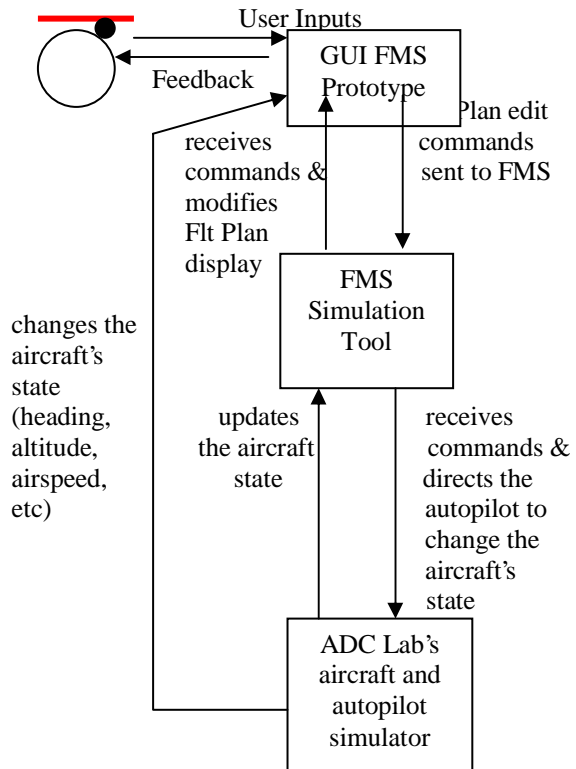 User Inputs
Feedback
GUI FMS
Prototype
Plan edit
commands
sent to FMS
receives
commands &
modifies
Flt Plan
display
FMS
Simulation
Tool
changes the
aircraft's
state
(heading,
altitude,
airspeed,
etc)
updates
the aircraft
state
receives
commands &
directs the
autopilot to
change the
aircraft's
state
ADC Lab's
aircraft and
autopilot
simulator